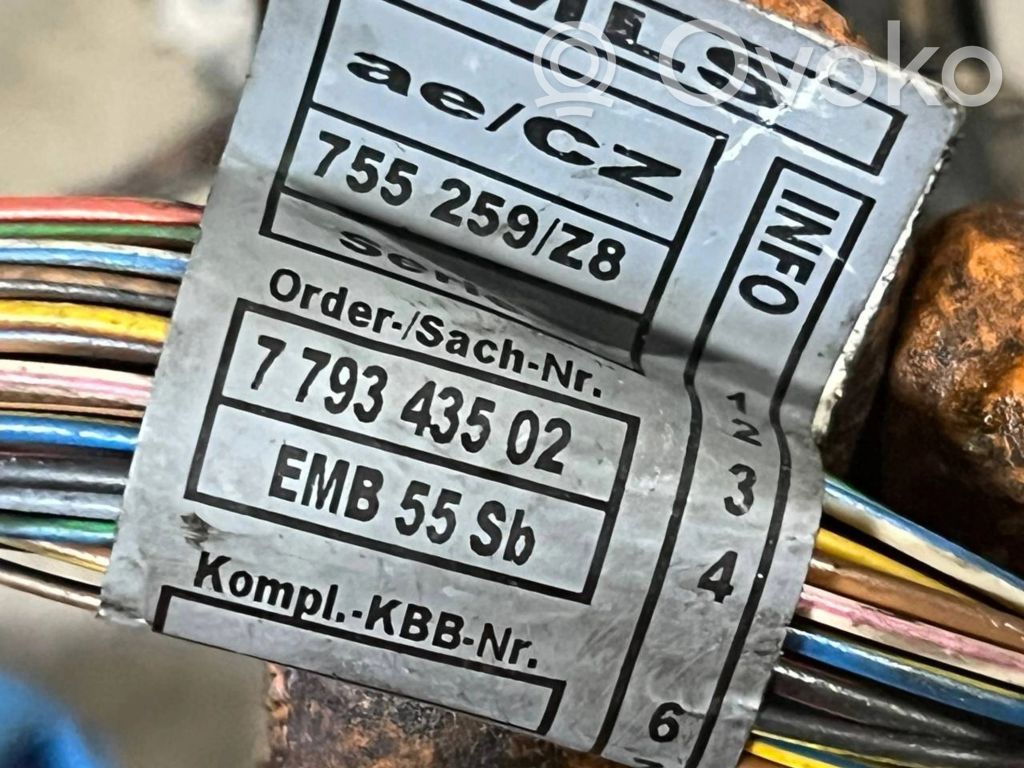 Ovoko
ae/CZ
755 259/Z8
Order-/Sach-Nr.
7 793 435 02
EMB 55 Sb
Kompl.-KBB-Nr.
INFO
1
2
3
4
6